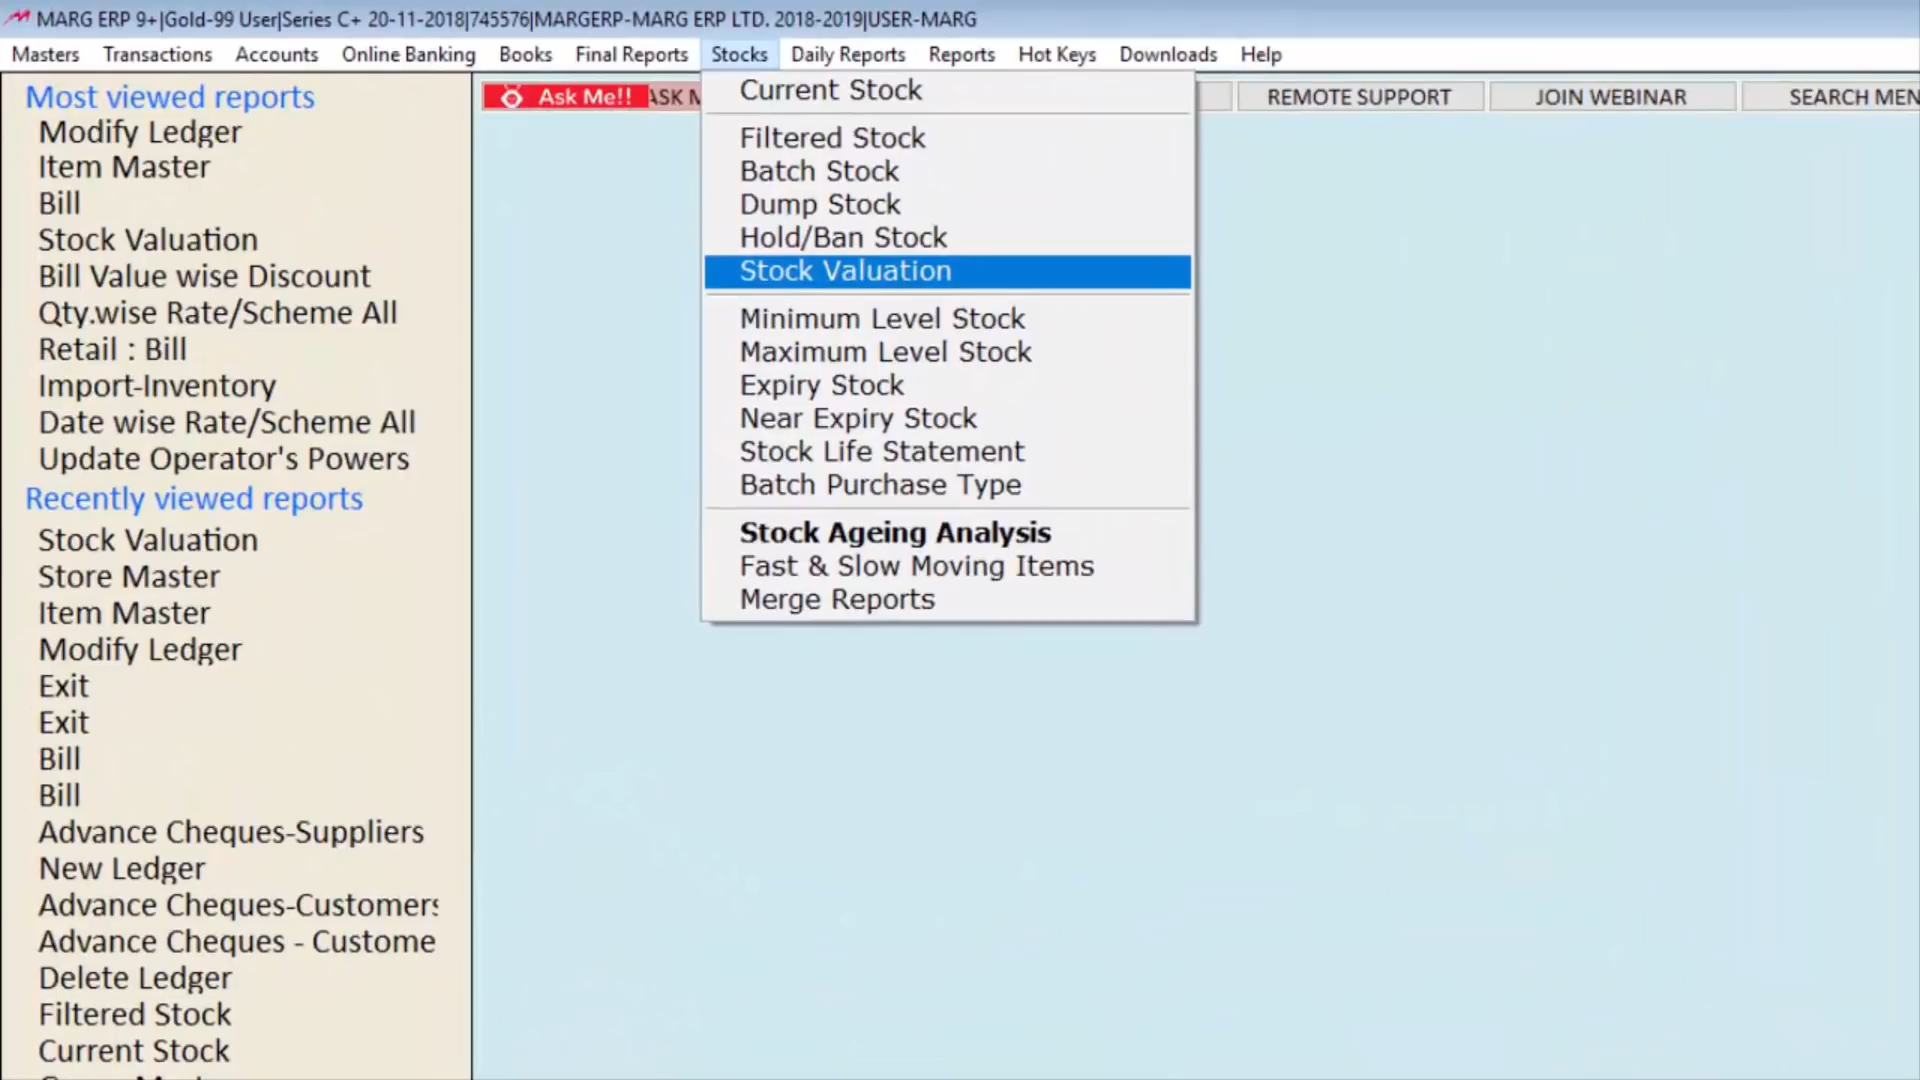 MARG ERP 9+|Gold-99 User|Series C+ 20-11-2018|745576|MARGERP-MARG ERP LTD. 2018-2019|USER-MARG
Masters Transactions Accounts Online Banking Books Final Reports Stocks Daily Reports Reports Hot Keys Downloads Help
Ask Me!! ASK M REMOTE SUPPORT JOIN WEBINAR SEARCH MEN
Most viewed reports
Modify Ledger
Item Master
Bill
Stock Valuation
Bill Value wise Discount
Qty.wise Rate/Scheme All
Retail : Bill
Import-Inventory
Date wise Rate/Scheme All
Update Operator's Powers
Recently viewed reports
Stock Valuation
Store Master
Item Master
Modify Ledger
Exit
Exit
Bill
Bill
Advance Cheques-Suppliers
New Ledger
Advance Cheques-Customers
Advance Cheques - Custome
Delete Ledger
Filtered Stock
Current Stock
Current Stock
Filtered Stock
Batch Stock
Dump Stock
Hold/Ban Stock
Stock Valuation
Minimum Level Stock
Maximum Level Stock
Expiry Stock
Near Expiry Stock
Stock Life Statement
Batch Purchase Type
Stock Ageing Analysis
Fast & Slow Moving Items
Merge Reports